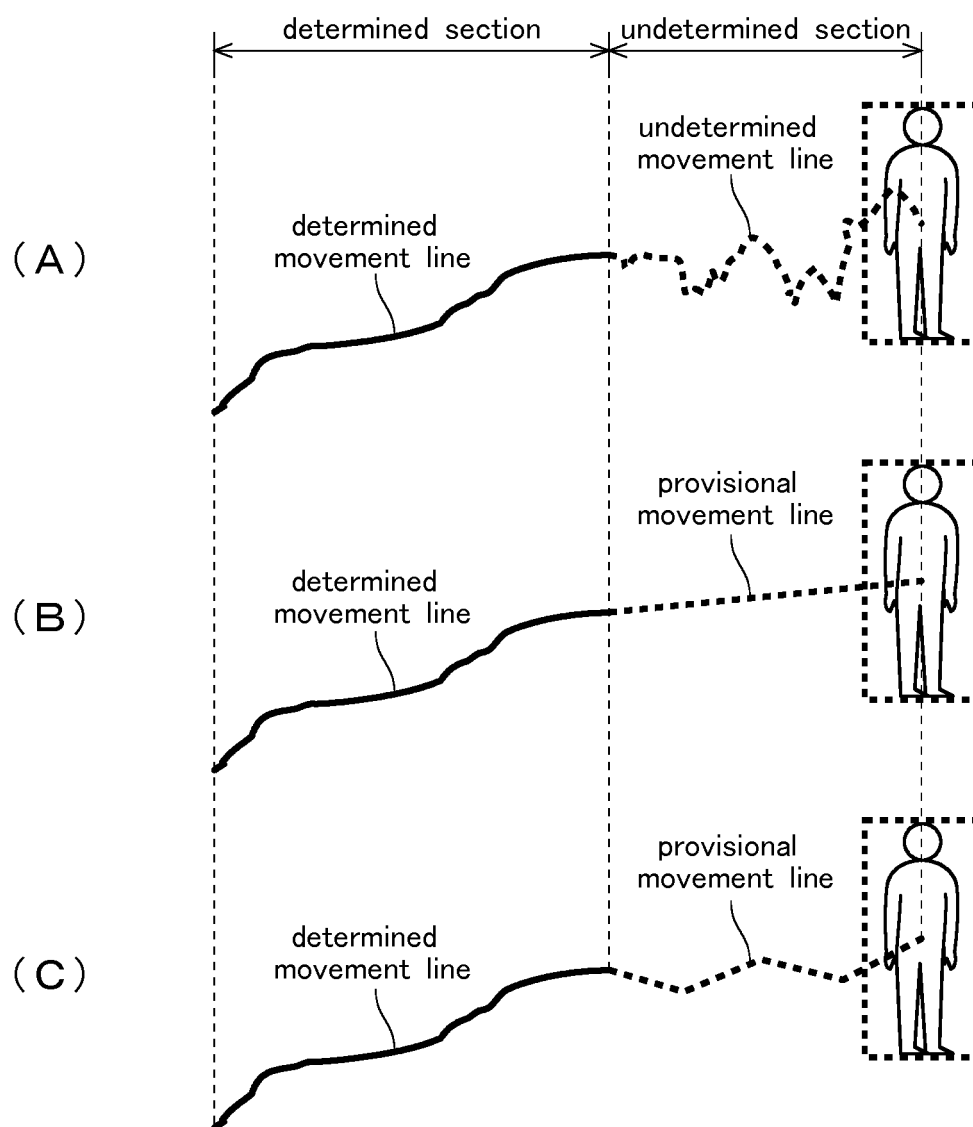 determined section
undetermined section
(A)
determined
movement line
undetermined
movement line
(B)
determined
movement line
provisional
movement line
(C)
determined
movement line
provisional
movement line